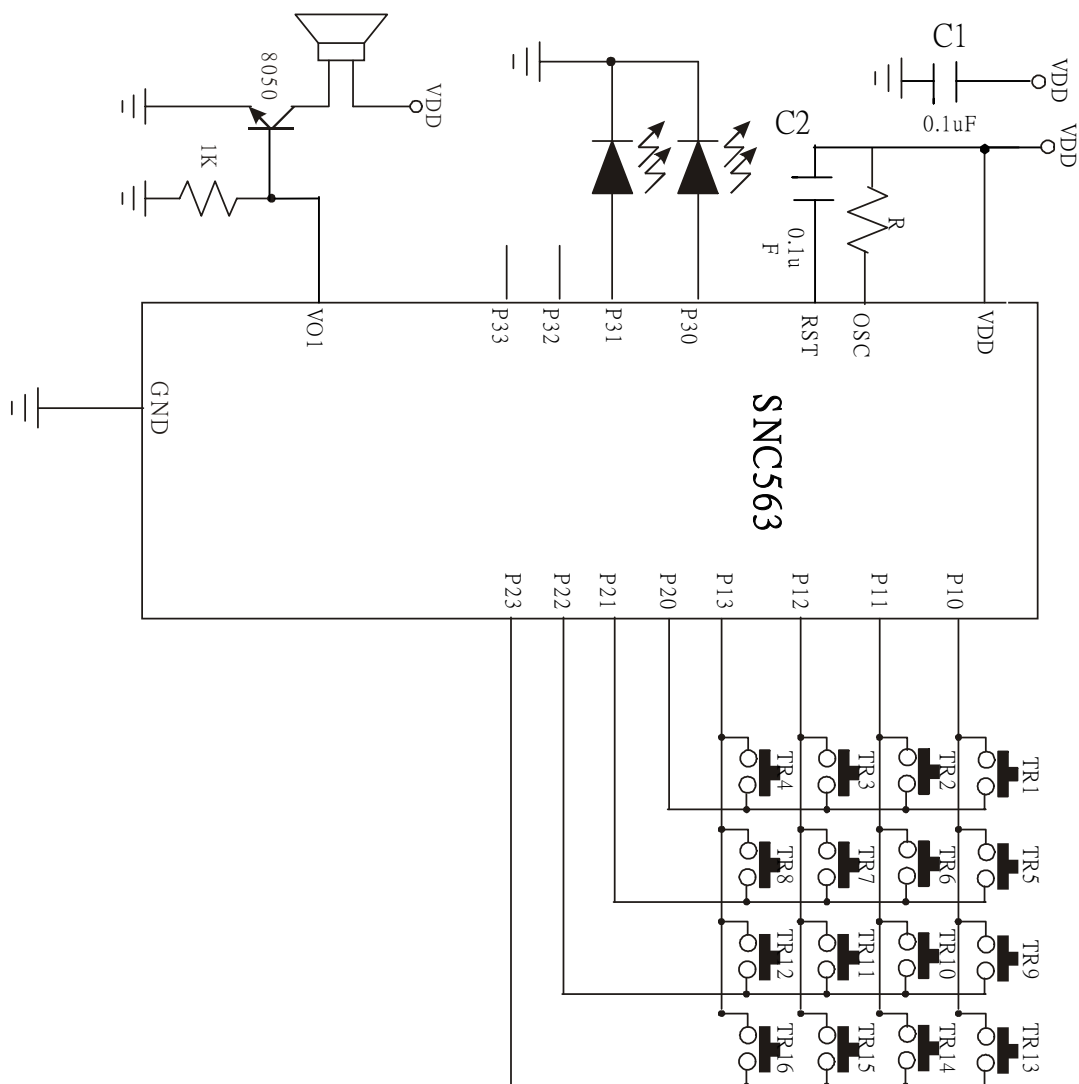 C1
VDD
0.1uF
VDD
C2
8050
VDD
1K
R
0.1u
F
VO1
P33
P32
P31
P30
RST
OSC
VDD
GND
SNC563
P23
P22
P21
P20
P13
P12
P11
P10
TR4
TR3
TR2
TR1
TR8
TR7
TR6
TR5
TR12
TR11
TR10
TR9
TR16
TR15
TR14
TR13